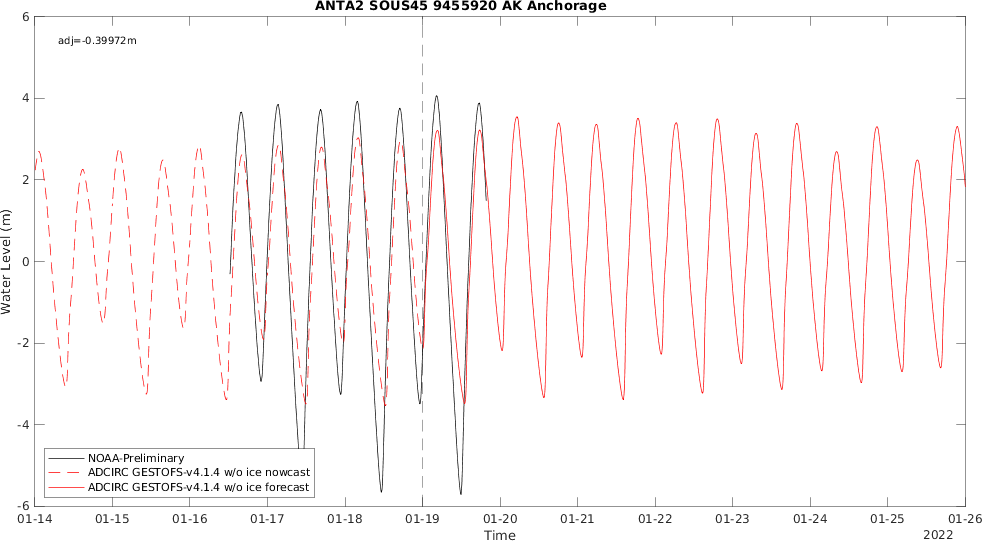 ANTA2 SOUS45 9455920 AK Anchorage
adj=-0.39972m
6
4
2
0
-2
-4
-6
Water Level (m)
NOAA-Preliminary
ADCIRC GESTOFS-v4.1.4 w/o ice nowcast
ADCIRC GESTOFS-v4.1.4 w/o ice forecast
01-14 01-15 01-16 01-17 01-18 01-19 01-20 01-21 01-22 01-23 01-24 01-25 01-26
Time
2022